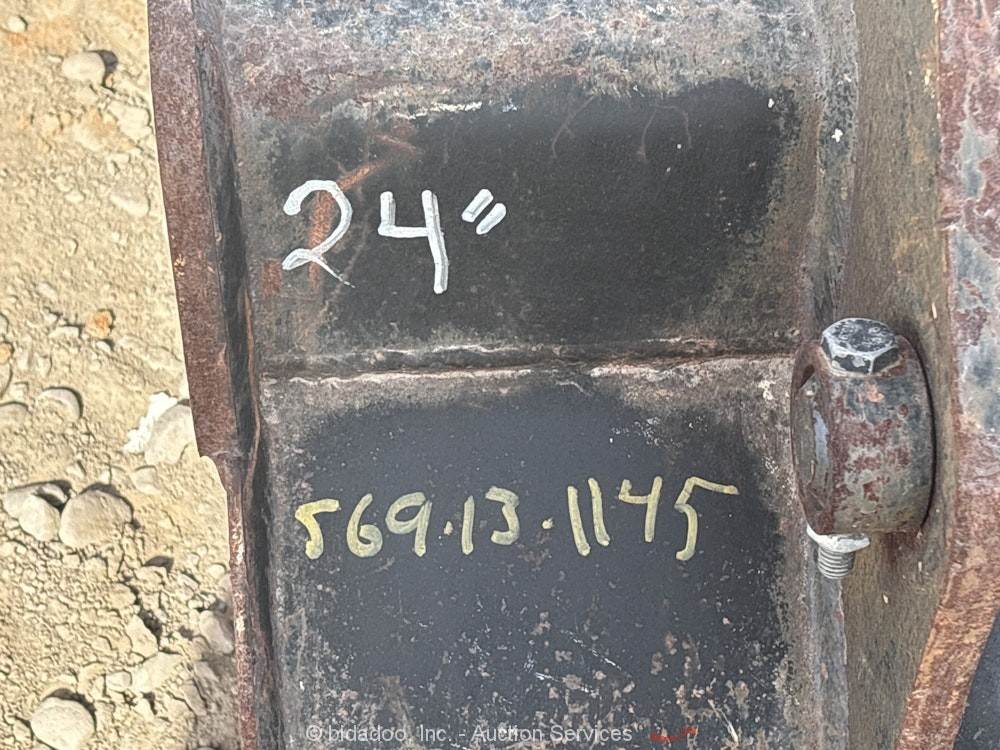 24"
569.13.1145
© bidadoo, Inc. - Auction Services